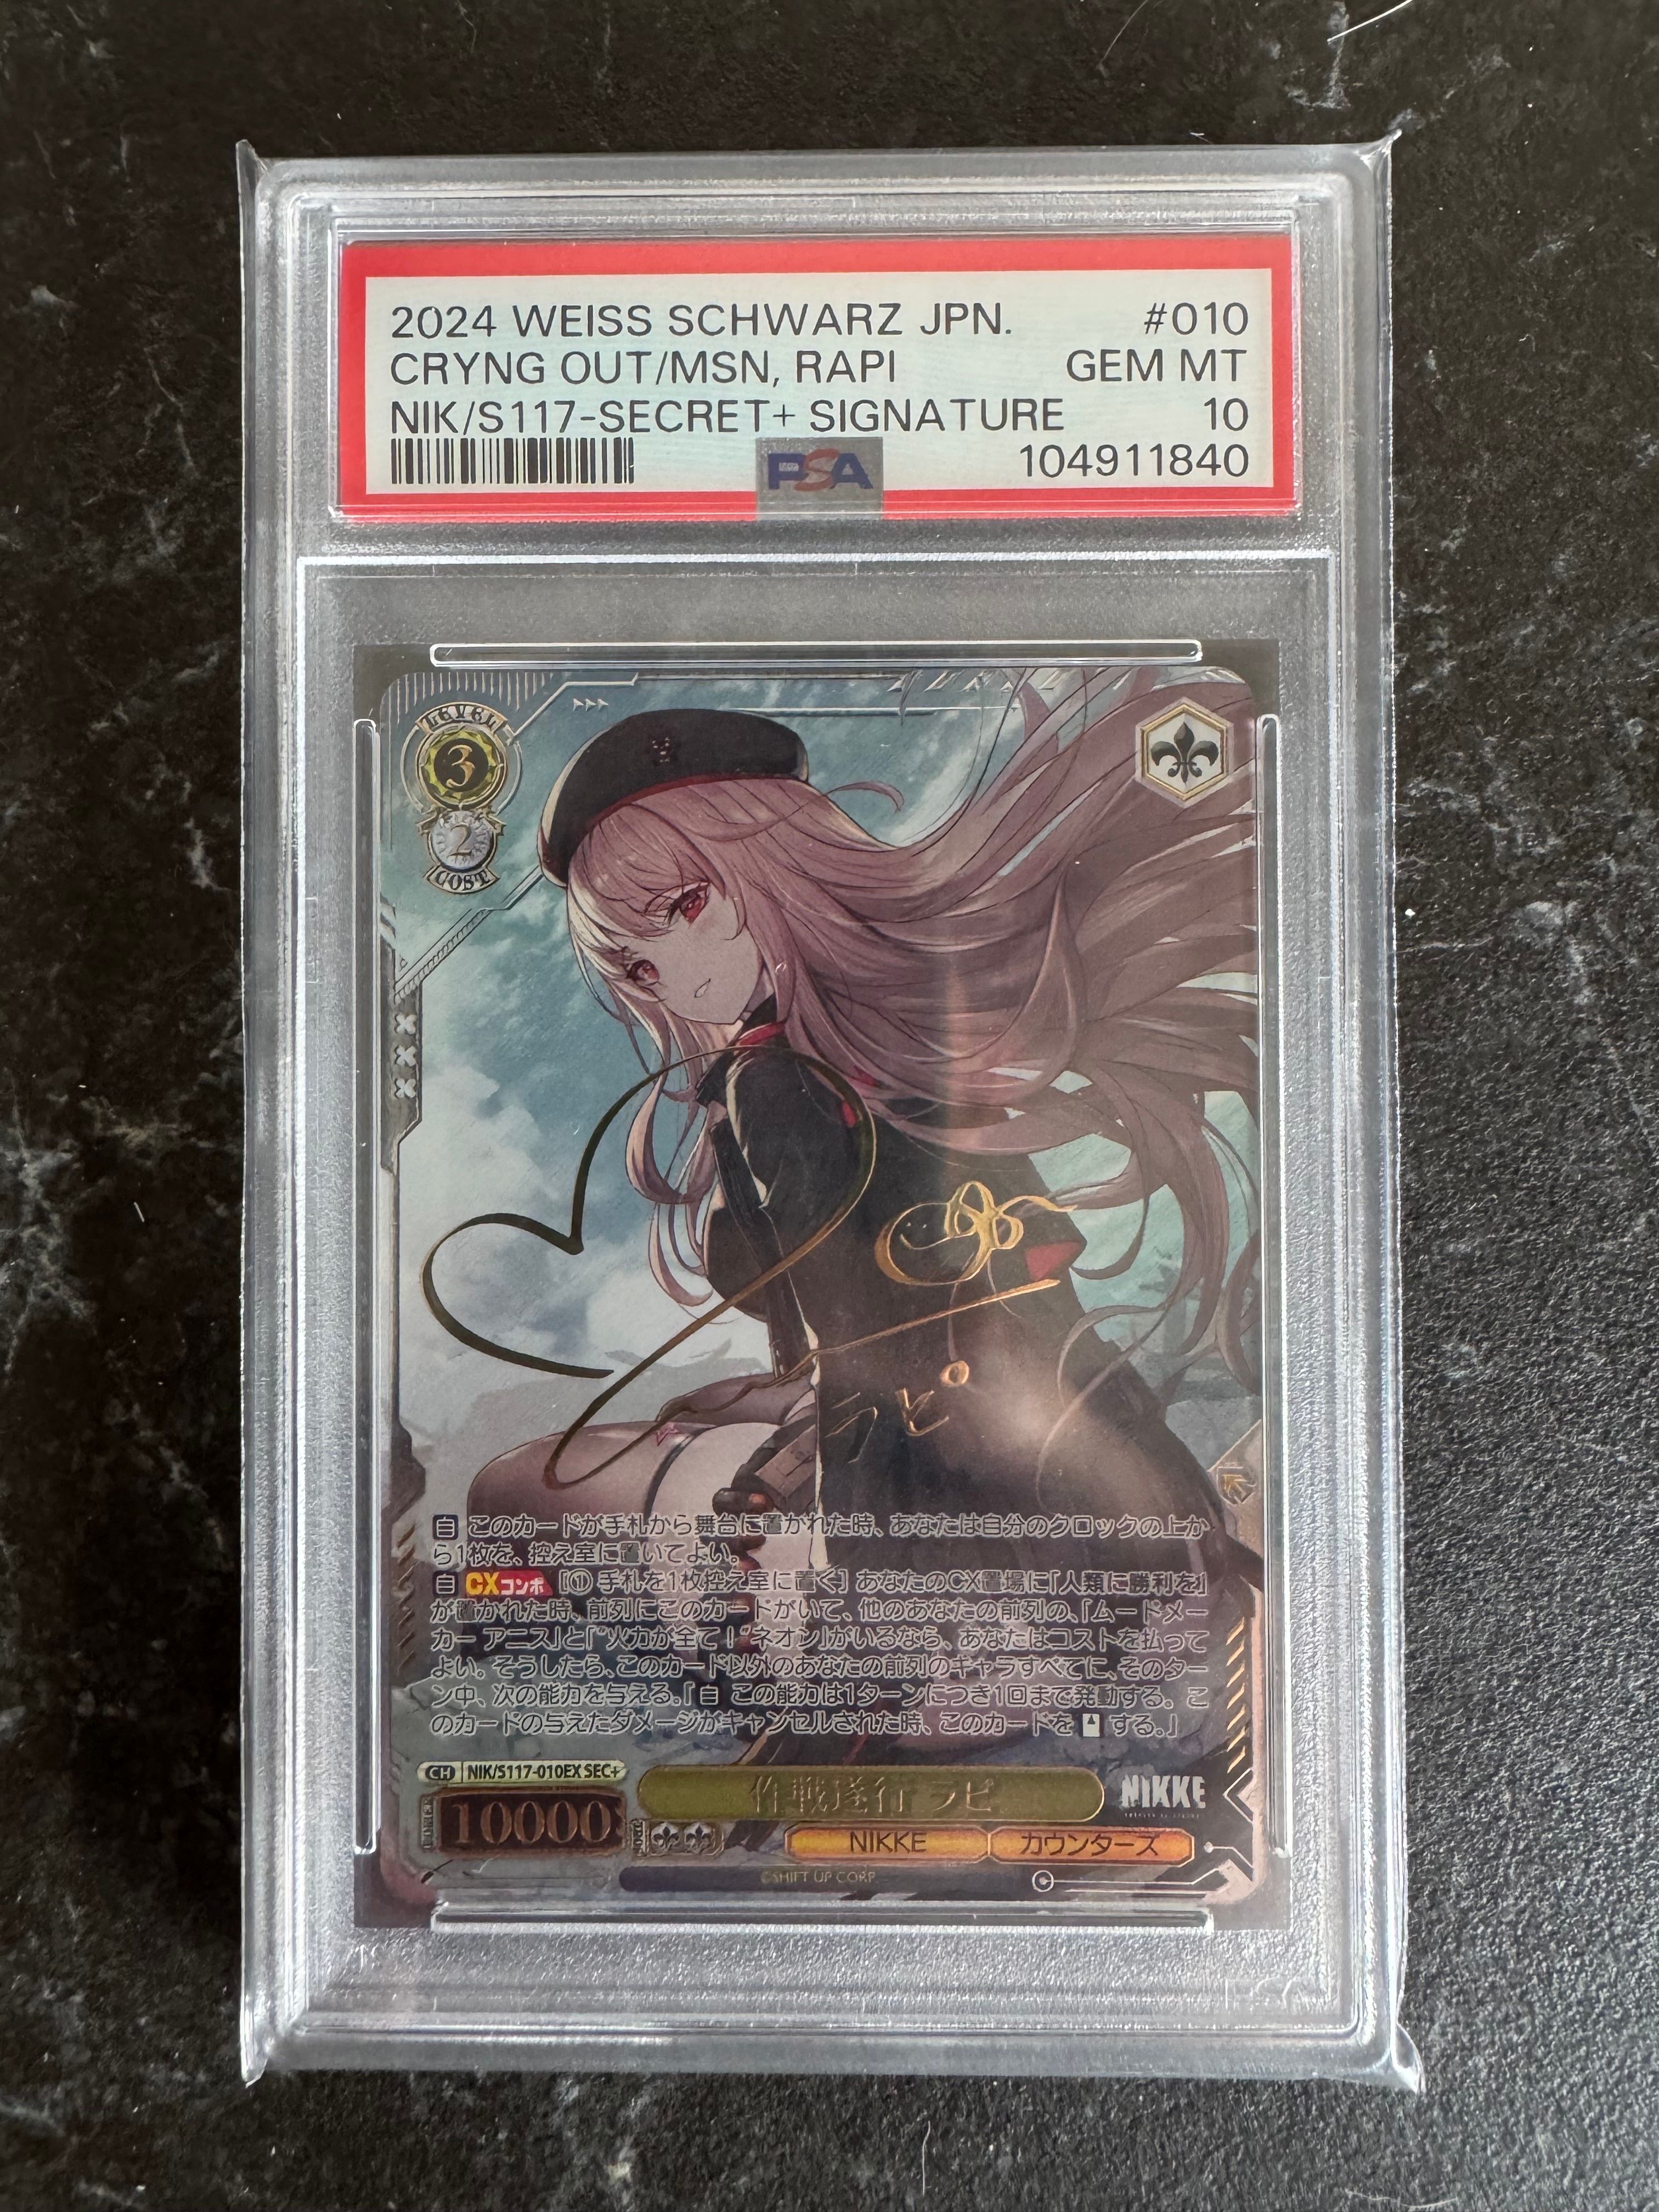 2024 WEISS SCHWARZ JPN. #010
CRYNG OUT/MSN, RAPI GEM MT
NIK/S117-SECRET+ SIGNATURE 10
PSA 104911840
LEVEL
3
2
COST
ラピ
自 このカードが手札から舞台に置かれた時、あなたは自分のクロックの上か
ら1枚を、控え室に置いてよい。
自 CXコンボ [① 手札を1枚控え室に置く] あなたのCX置場に「人類に勝利を」
が置かれた時、前列にこのカードがいて、他のあなたの前列の、「ムードメー
カー アニス」と「“火力が全て！”ネオン」がいるなら、あなたはコストを払って
よい。そうしたら、このカード以外のあなたの前列のキャラすべてに、そのター
ン中、次の能力を与える。「自 この能力は1ターンにつき1回まで発動する。こ
のカードの与えたダメージがキャンセルされた時、このカードを する。」
CH NIK/S117-010EX SEC+
10000
作戦遂行 ラピ
NIKKE
NIKKE カウンターズ
©SHIFT UP CORP.